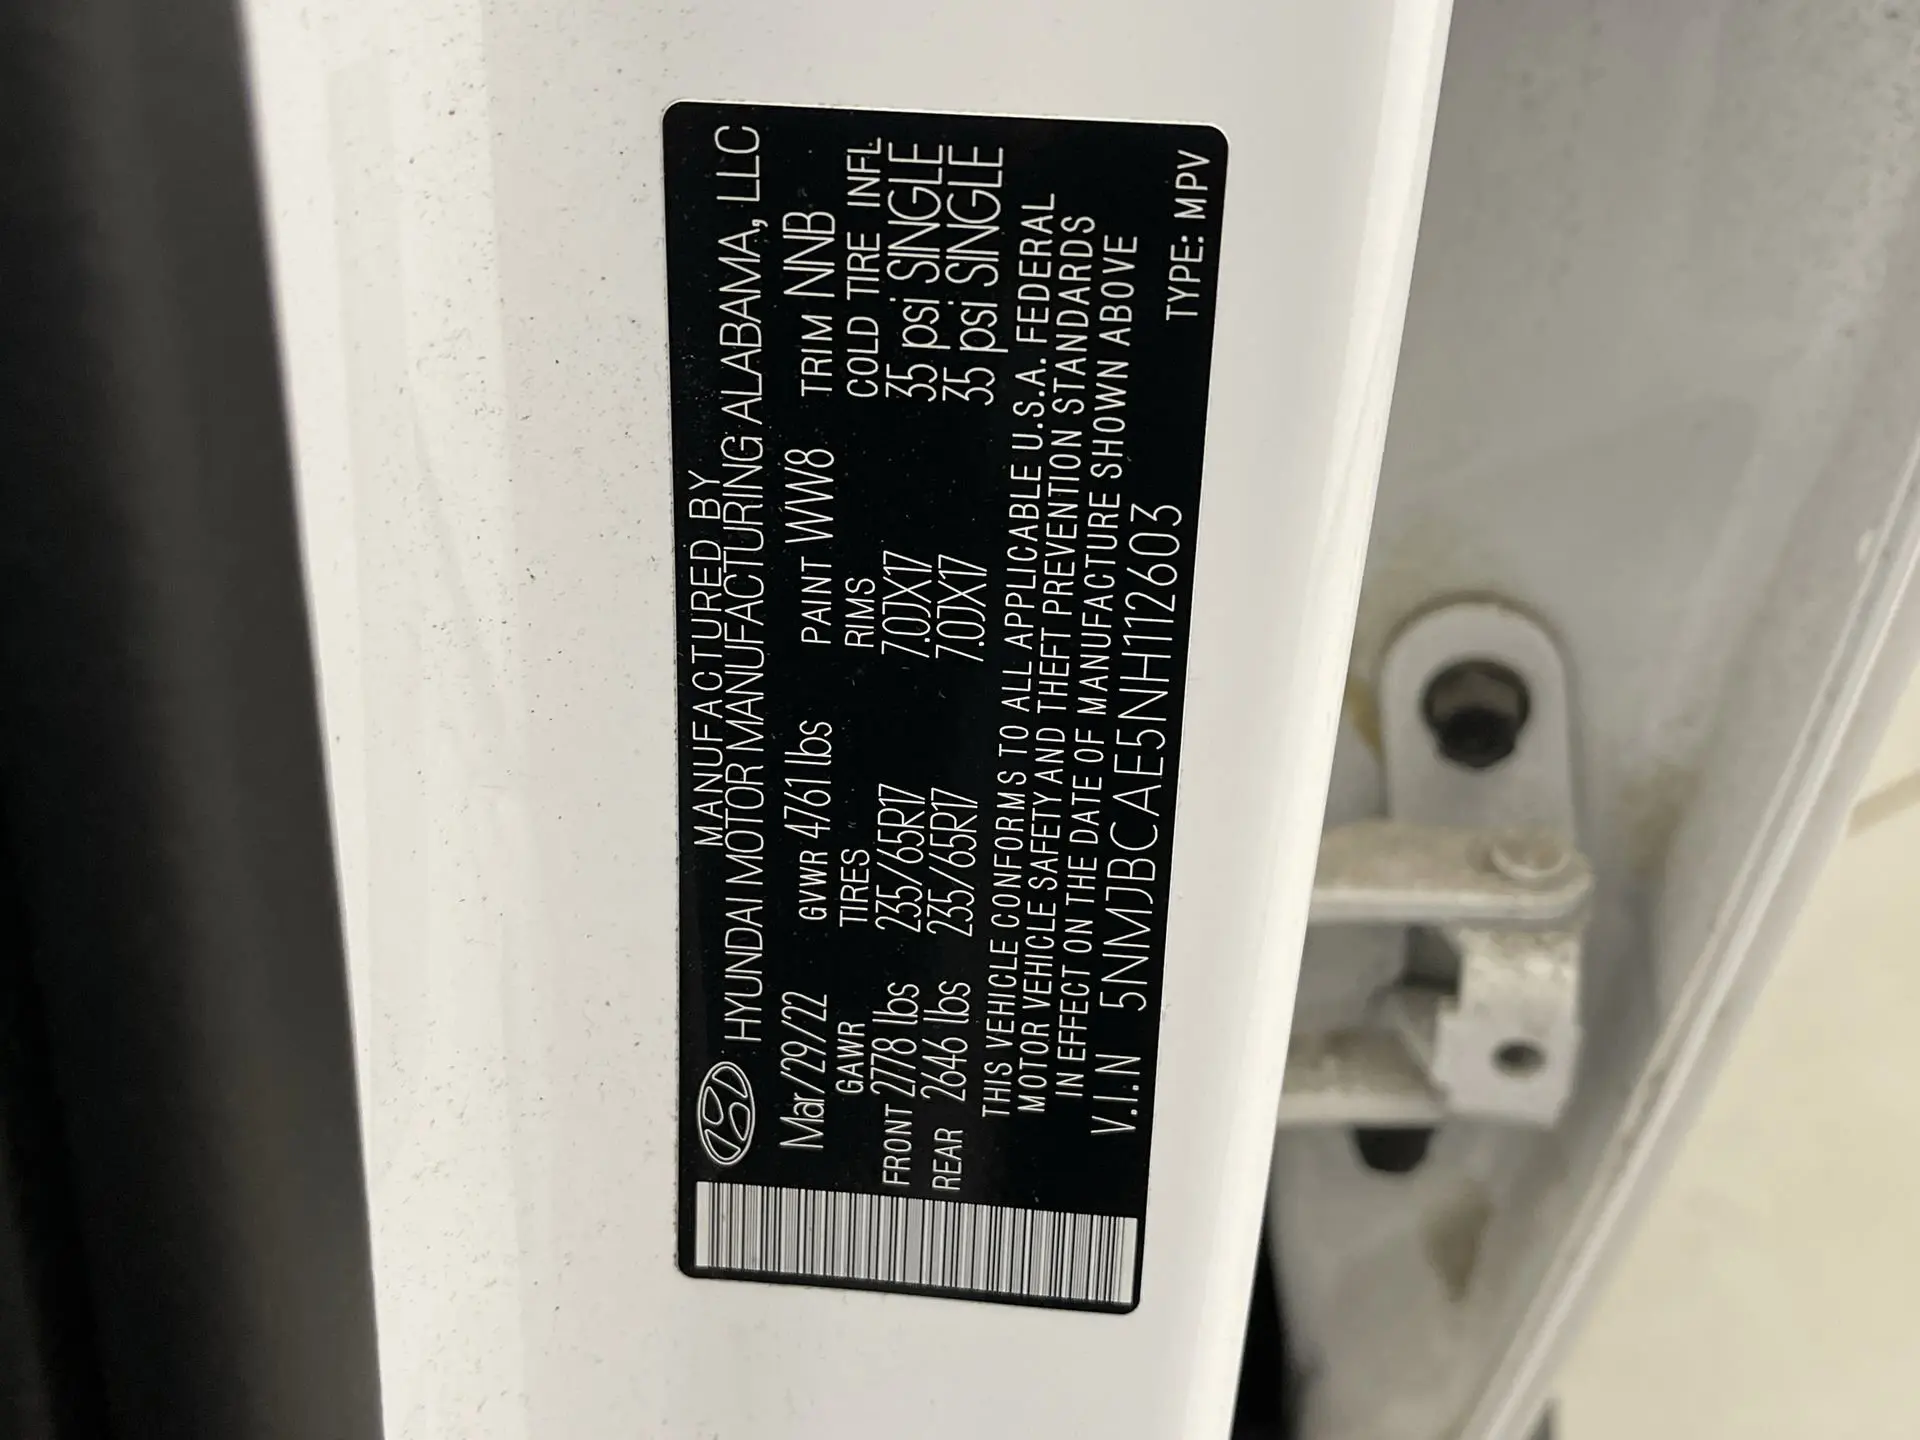 MANUFACTURED BY
HYUNDAI MOTOR MANUFACTURING ALABAMA, LLC
Mar/29/22 GVWR 4761 lbs PAINT WW8 TRIM NNB
GAWR TIRES RIMS COLD TIRE INFL
FRONT 2778 lbs 235/65R17 7.0JX17 35 psi SINGLE
REAR 2646 lbs 235/65R17 7.0JX17 35 psi SINGLE
THIS VEHICLE CONFORMS TO ALL APPLICABLE U.S.A. FEDERAL
MOTOR VEHICLE SAFETY AND THEFT PREVENTION STANDARDS
IN EFFECT ON THE DATE OF MANUFACTURE SHOWN ABOVE
V.I.N 5NMJBCAE5NH112603 TYPE: MPV